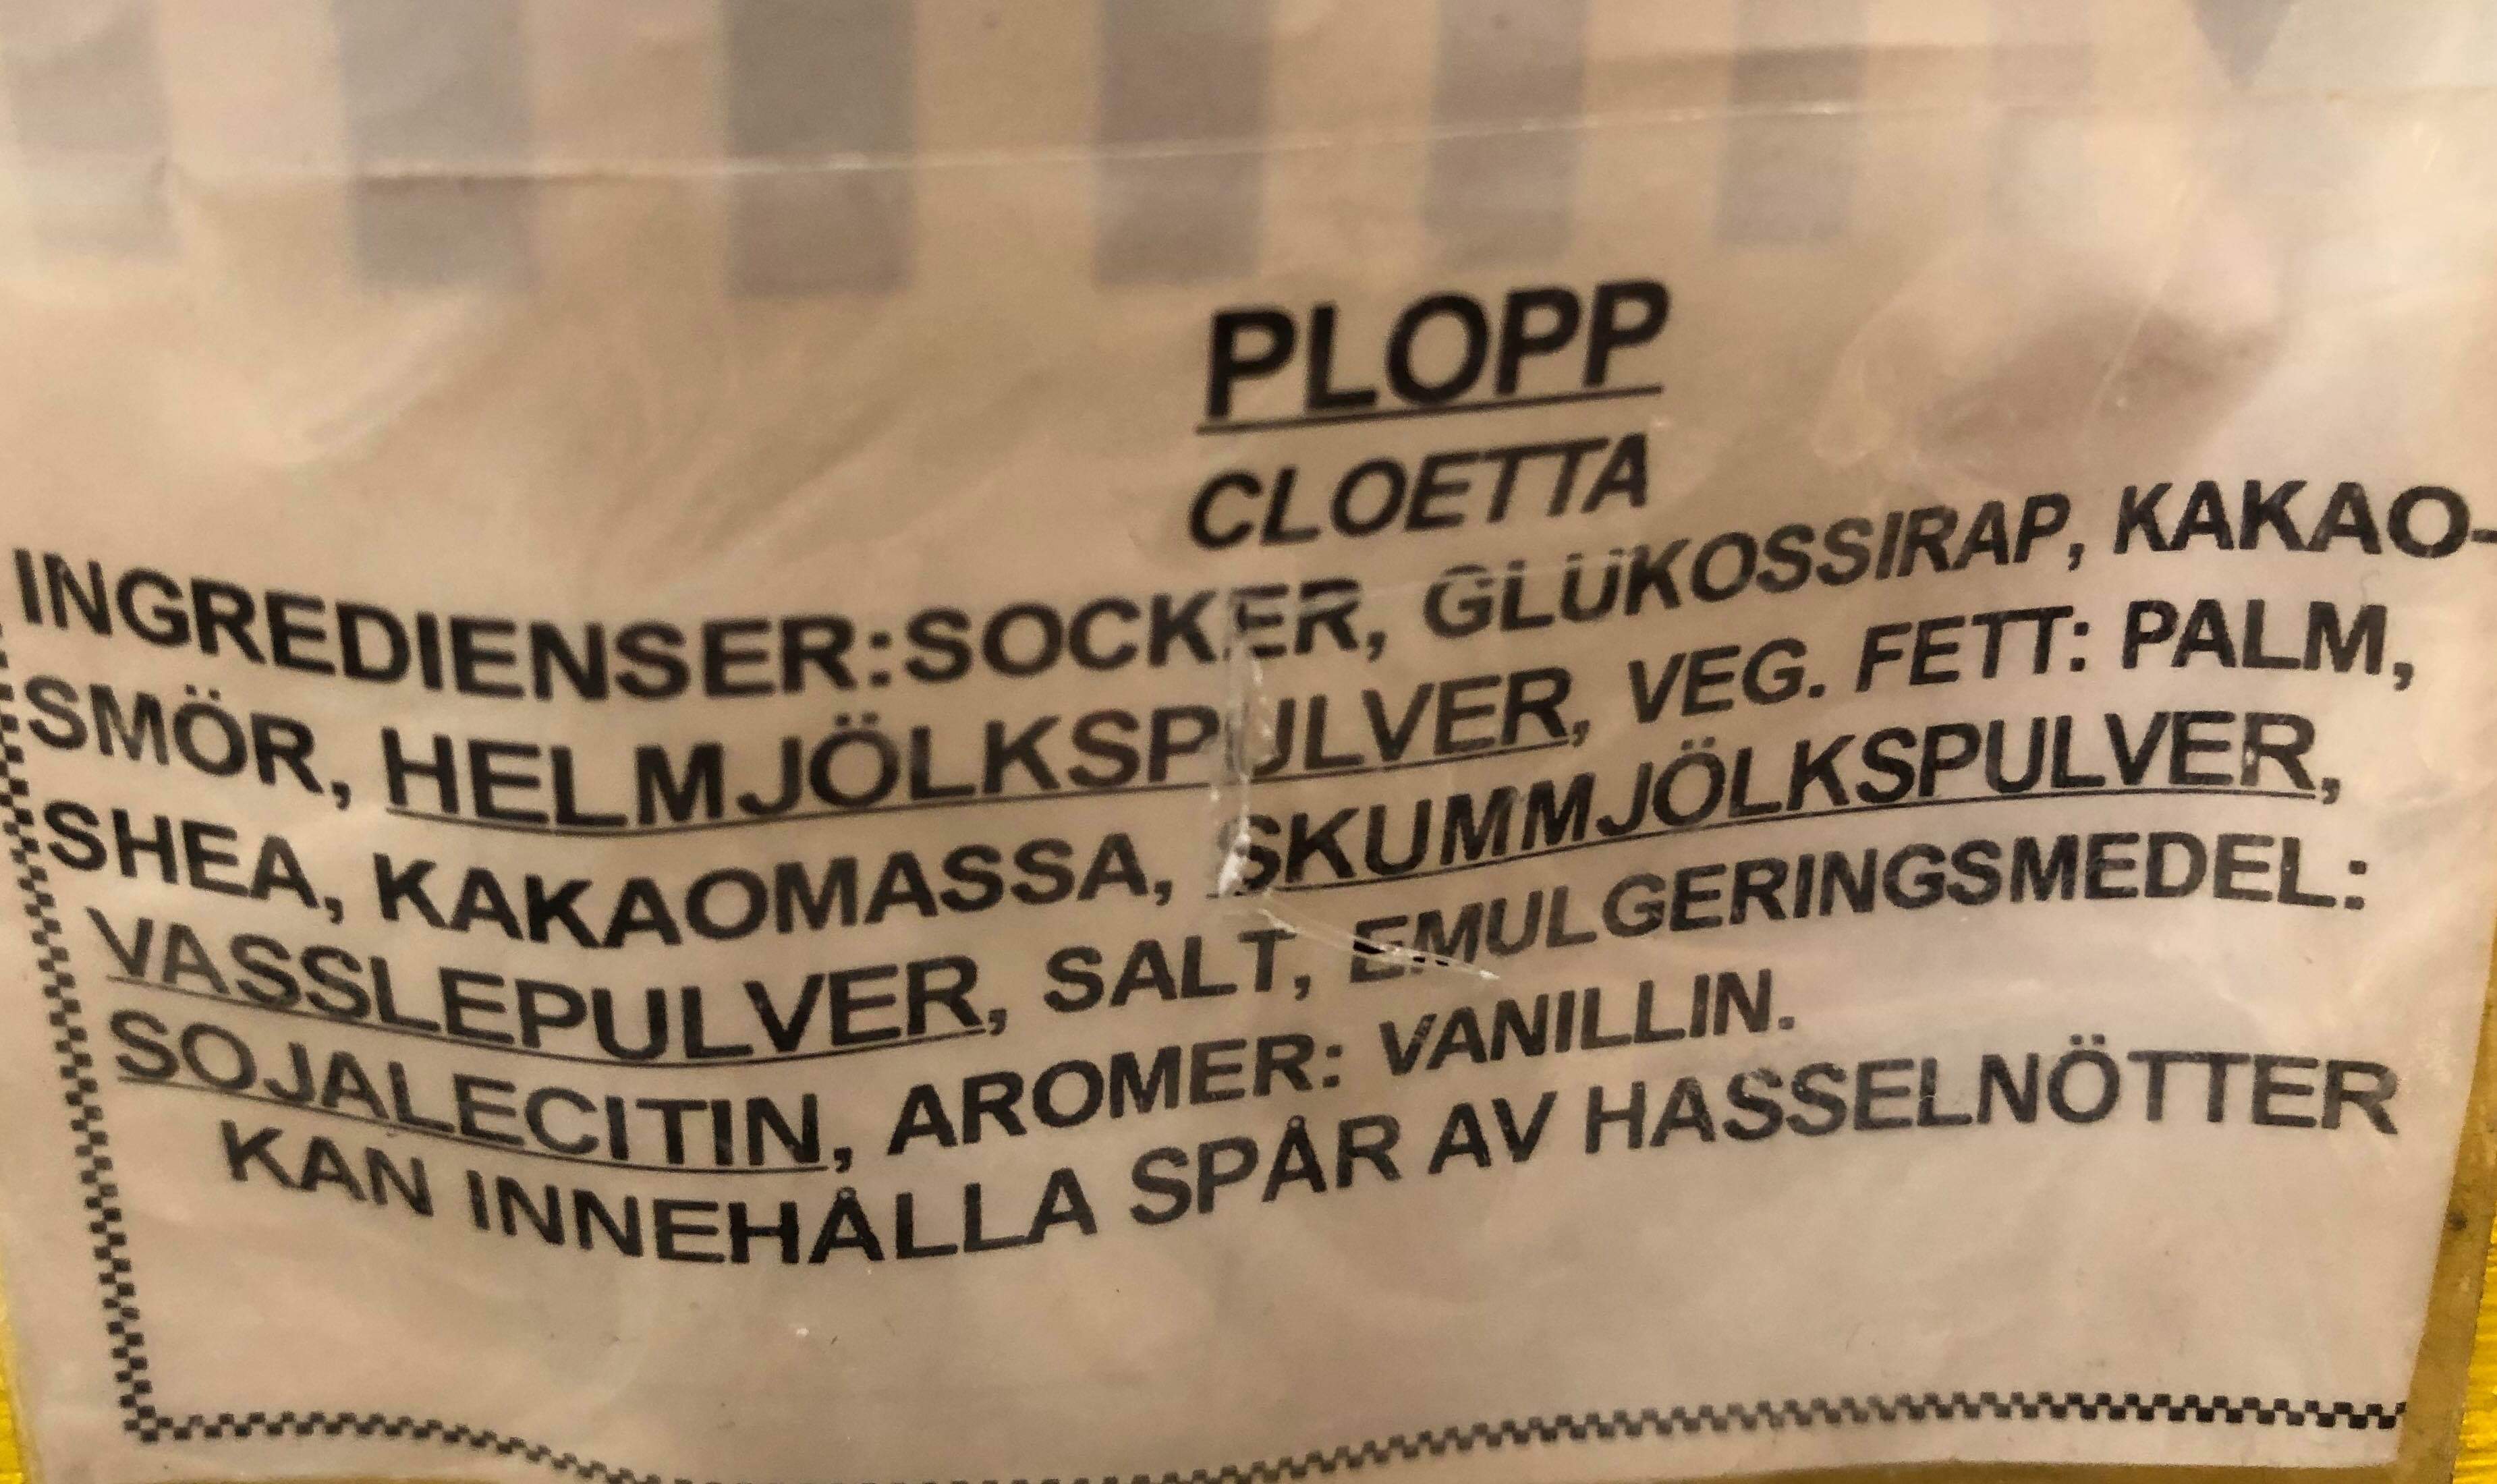 PLOPP
CLOETTA
INGREDIENSER:SOCKER, GLUKOSSIRAP, KAKAO-
SMÖR, HELMJÖLKSPULVER, VEG. FETT: PALM,
SHEA, KAKAOMASSA, SKUMMJÖLKSPULVER,
VASSLEPULVER, SALT, EMULGERINGSMEDEL:
SOJALECITIN, AROMER: VANILLIN.
KAN INNEHÅLLA SPÅR AV HASSELNÖTTER